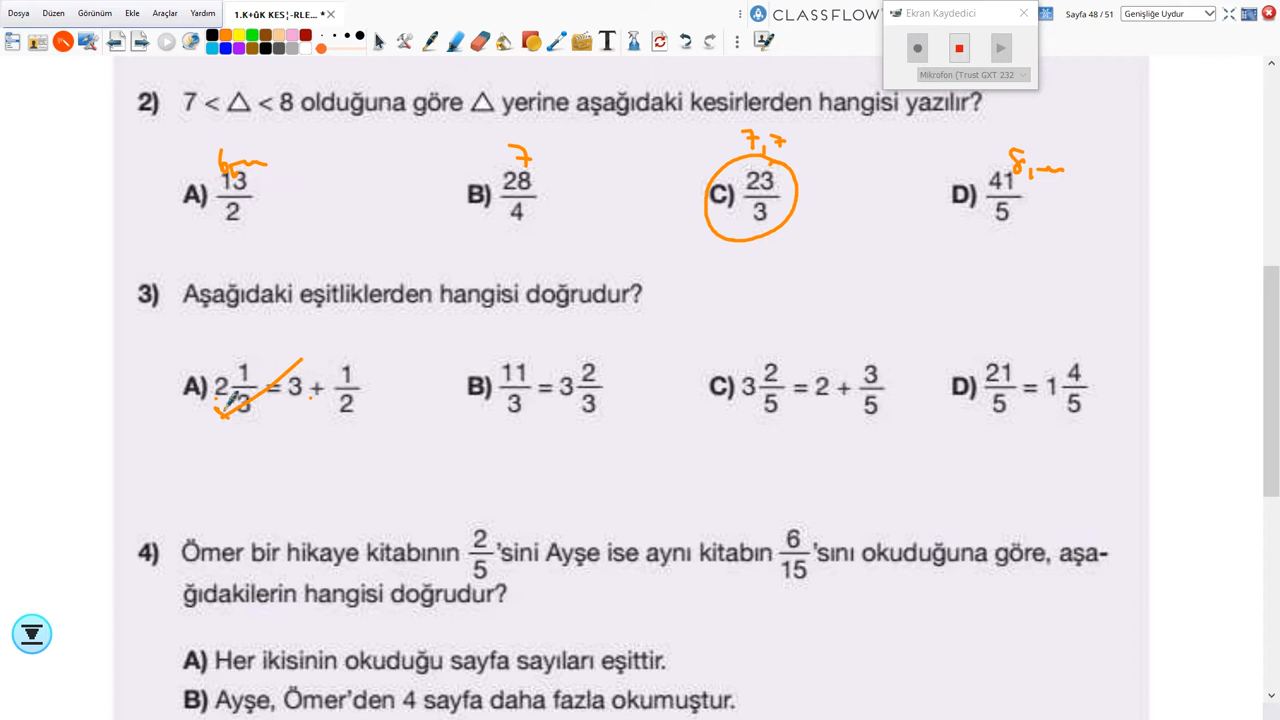 Dosya Düzen Görünüm Ekle Araçlar Yardım 1.K+ûK KES¦-RLE... * CLASSFLOW Ekran Kaydedici Sayfa 48 / 51 Genişliğe Uydur
Mikrofon (Trust GXT 232
2) 7 < △ < 8 olduğuna göre △ yerine aşağıdaki kesirlerden hangisi yazılır?
7 7,7 8,
A) 13/2 B) 28/4 C) 23/3 D) 41/5
3) Aşağıdaki eşitliklerden hangisi doğrudur?
A) 2 1/3 = 3 + 1/2 B) 11/3 = 3 2/3 C) 3 2/5 = 2 + 3/5 D) 21/5 = 1 4/5
4) Ömer bir hikaye kitabının 2/5 'sini Ayşe ise aynı kitabın 6/15 'sını okuduğuna göre, aşa-
ğıdakilerin hangisi doğrudur?
A) Her ikisinin okuduğu sayfa sayıları eşittir.
B) Ayşe, Ömer'den 4 sayfa daha fazla okumuştur.